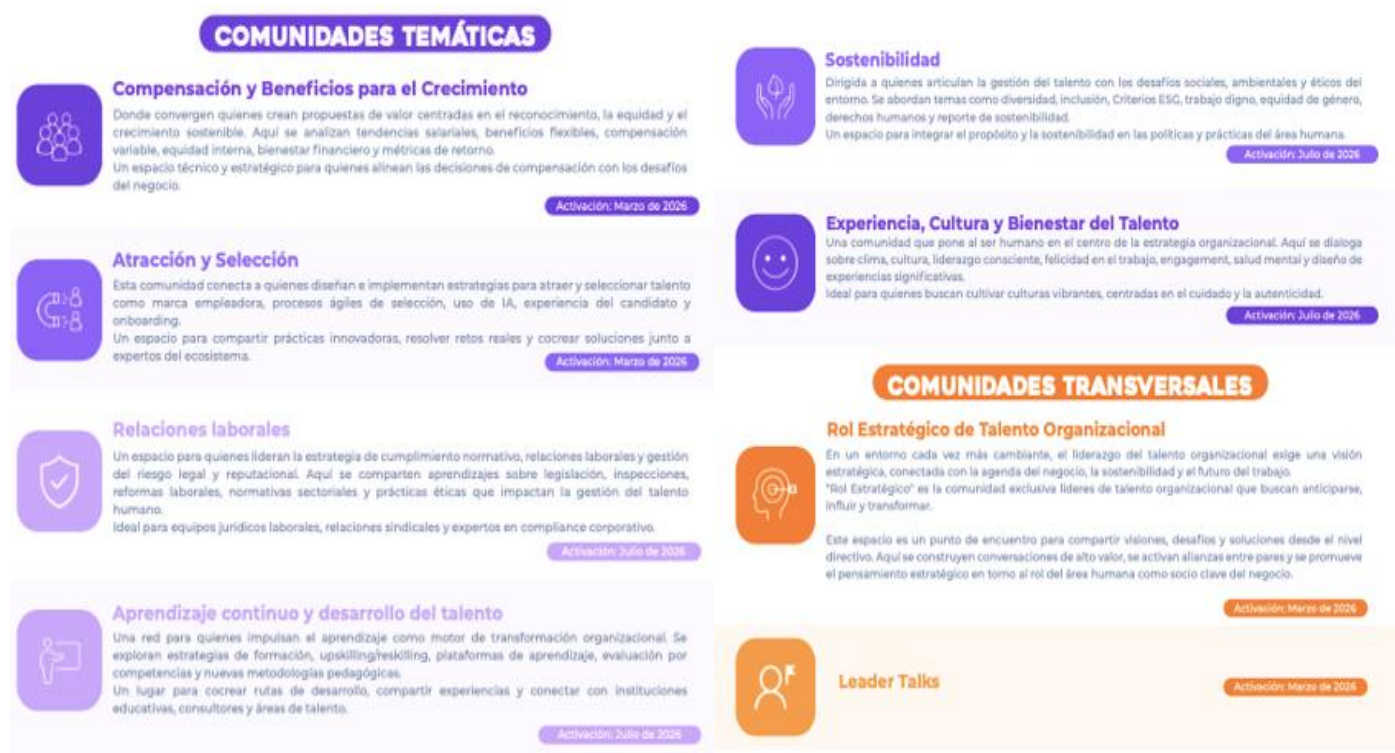 COMUNIDADES TEMÁTICAS
Compensación y Beneficios para el Crecimiento
Donde convergen quienes crean propuestas de valor centradas en el reconocimiento, la equidad y el
crecimiento sostenible. Aquí se analizan tendencias salariales, beneficios flexibles, compensación
variable, equidad interna, bienestar financiero y métricas de retorno.
Un espacio técnico y estratégico para quienes alinean las decisiones de compensación con los desafíos
del negocio.
Activación: Marzo de 2026
Atracción y Selección
Esta comunidad conecta a quienes diseñan e implementan estrategias para atraer y seleccionar talento
como marca empleadora, procesos ágiles de selección, uso de IA, experiencia del candidato y
onboarding.
Un espacio para compartir prácticas innovadoras, resolver retos reales y cocrear soluciones junto a
expertos del ecosistema.
Activación: Marzo de 2026
Relaciones laborales
Un espacio para quienes lideran la estrategia de cumplimiento normativo, relaciones laborales y gestión
del riesgo legal y reputacional. Aquí se comparten aprendizajes sobre legislación, inspecciones,
reformas laborales, normativas sectoriales y prácticas éticas que impactan la gestión del talento
humano.
Ideal para equipos jurídicos laborales, relaciones sindicales y expertos en compliance corporativo.
Activación: Julio de 2026
Aprendizaje continuo y desarrollo del talento
Una red para quienes impulsan el aprendizaje como motor de transformación organizacional. Se
exploran estrategias de formación, upskilling/reskilling, plataformas de aprendizaje, evaluación por
competencias y nuevas metodologías pedagógicas.
Un lugar para cocrear rutas de desarrollo, compartir experiencias y conectar con instituciones
educativas, consultores y áreas de talento.
Activación: Julio de 2026
Sostenibilidad
Dirigida a quienes articulan la gestión del talento con los desafíos sociales, ambientales y éticos del
entorno. Se abordan temas como diversidad, inclusión, Criterios ESG, trabajo digno, equidad de género,
derechos humanos y reporte de sostenibilidad.
Un espacio para integrar el propósito y la sostenibilidad en las políticas y prácticas del área humana.
Activación: Julio de 2026
Experiencia, Cultura y Bienestar del Talento
Una comunidad que pone al ser humano en el centro de la estrategia organizacional. Aquí se dialoga
sobre clima, cultura, liderazgo consciente, felicidad en el trabajo, engagement, salud mental y diseño de
experiencias significativas.
Ideal para quienes buscan cultivar culturas vibrantes, centradas en el cuidado y la autenticidad.
Activación: Julio de 2026
COMUNIDADES TRANSVERSALES
Rol Estratégico de Talento Organizacional
En un entorno cada vez más cambiante, el liderazgo del talento organizacional exige una visión
estratégica, conectada con la agenda del negocio, la sostenibilidad y el futuro del trabajo.
"Rol Estratégico" es la comunidad exclusiva líderes de talento organizacional que buscan anticiparse,
influir y transformar.
Este espacio es un punto de encuentro para compartir visiones, desafíos y soluciones desde el nivel
directivo. Aquí se construyen conversaciones de alto valor, se activan alianzas entre pares y se promueve
el pensamiento estratégico en torno al rol del área humana como socio clave del negocio.
Activación: Marzo de 2026
Leader Talks
Activación: Marzo de 2026